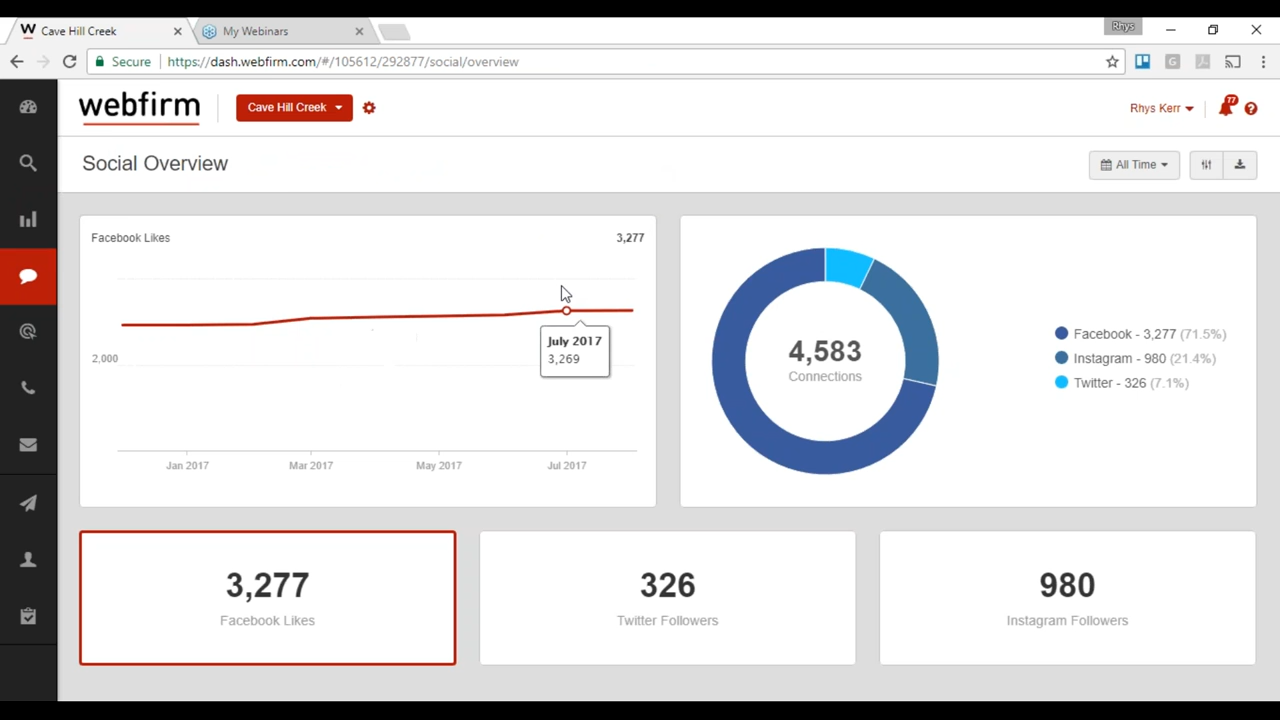 Cave Hill Creek
My Webinars
Rhys
Secure
https://dash.webfirm.com/#/105612/292877/social/overview
webfirm
Cave Hill Creek
Rhys Kerr
77
Social Overview
All Time
Facebook Likes
3,277
2,000
July 2017
3,269
Jan 2017
Mar 2017
May 2017
Jul 2017
4,583
Connections
Facebook - 3,277 (71.5%)
Instagram - 980 (21.4%)
Twitter - 326 (7.1%)
3,277
Facebook Likes
326
Twitter Followers
980
Instagram Followers